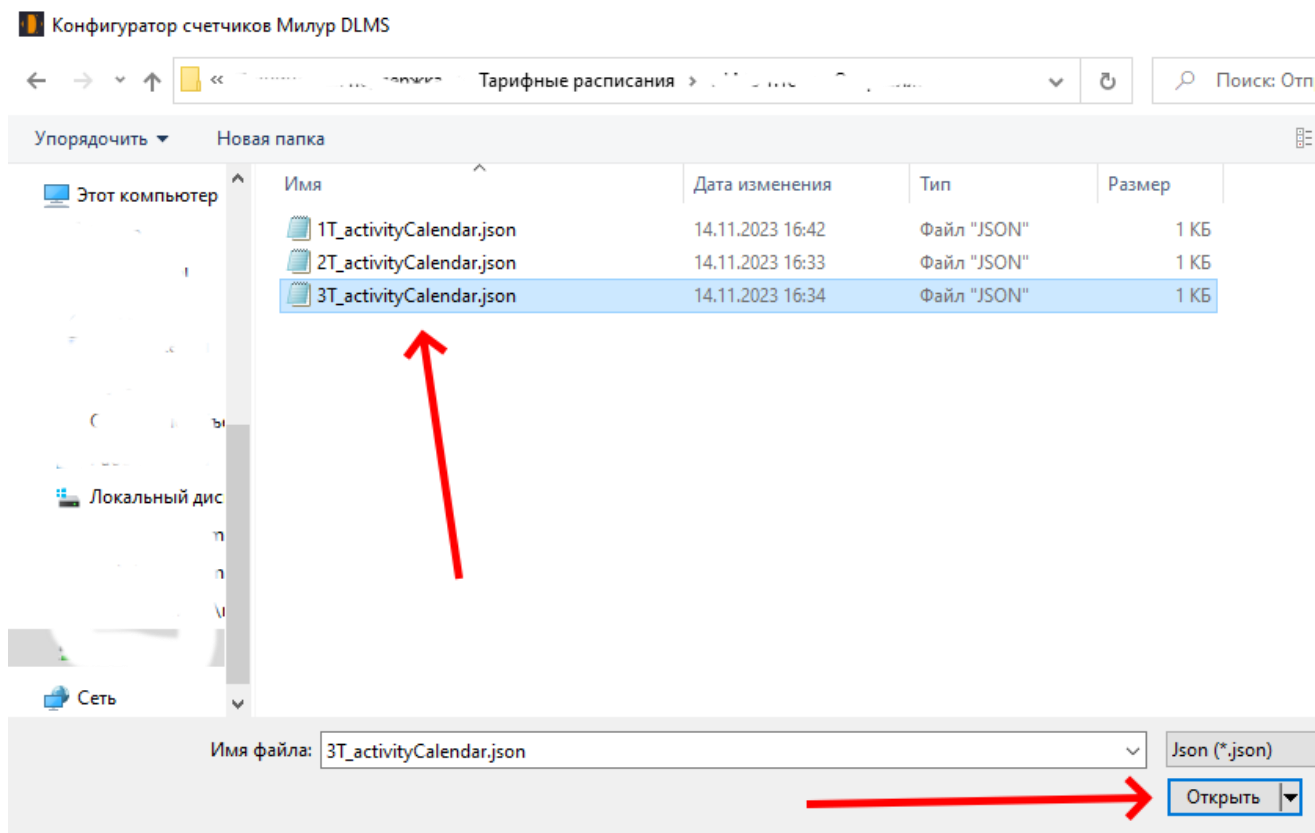 Конфигуратор счетчиков Милур DLMS
« Тарифные расписания › Поиск: Отп
Упорядочить Новая папка
Имя Дата изменения Тип Размер
Этот компьютер
1T_activityCalendar.json 14.11.2023 16:42 Файл "JSON" 1 КБ
2T_activityCalendar.json 14.11.2023 16:33 Файл "JSON" 1 КБ
3T_activityCalendar.json 14.11.2023 16:34 Файл "JSON" 1 КБ
Локальный дис
Сеть
Имя файла: 3T_activityCalendar.json Json (*.json)
Открыть